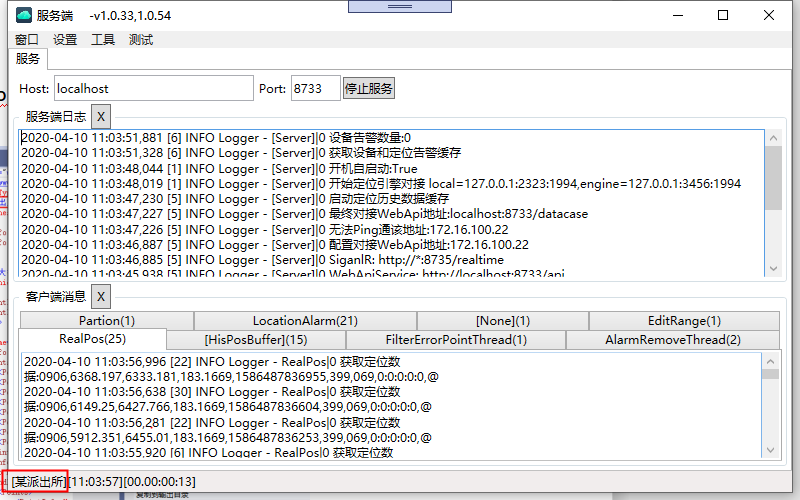 服务端 -v1.0.33,1.0.54
窗口 设置 工具 测试
服务
Host: localhost Port: 8733 停止服务
服务端日志 X
2020-04-10 11:03:51,881 [6] INFO Logger - [Server]|0 设备告警数量:0
2020-04-10 11:03:51,328 [6] INFO Logger - [Server]|0 获取设备和定位告警缓存
2020-04-10 11:03:48,044 [1] INFO Logger - [Server]|0 开机自启动:True
2020-04-10 11:03:48,019 [1] INFO Logger - [Server]|0 开始定位引擎对接 local=127.0.0.1:2323:1994,engine=127.0.0.1:3456:1994
2020-04-10 11:03:47,230 [5] INFO Logger - [Server]|0 启动定位历史数据缓存
2020-04-10 11:03:47,227 [5] INFO Logger - [Server]|0 最终对接WebApi地址:localhost:8733/datacase
2020-04-10 11:03:47,226 [5] INFO Logger - [Server]|0 无法Ping通该地址:172.16.100.22
2020-04-10 11:03:46,887 [5] INFO Logger - [Server]|0 配置对接WebApi地址:172.16.100.22
2020-04-10 11:03:46,885 [5] INFO Logger - [Server]|0 SiganlR: http://*:8735/realtime
2020-04-10 11:03:45,938 [5] INFO Logger - [Server]|0 WebApiService: http://localhost:8733/api
客户端消息 X
Partion(1) LocationAlarm(21) [None](1) EditRange(1)
RealPos(25) [HisPosBuffer](15) FilterErrorPointThread(1) AlarmRemoveThread(2)
2020-04-10 11:03:56,996 [22] INFO Logger - RealPos|0 获取定位数
据:0906,6368.197,6333.181,183.1669,1586487836955,399,069,0:0:0:0:0,@
2020-04-10 11:03:56,638 [30] INFO Logger - RealPos|0 获取定位数
据:0906,6149.25,6427.766,183.1669,1586487836604,399,069,0:0:0:0:0,@
2020-04-10 11:03:56,281 [22] INFO Logger - RealPos|0 获取定位数
据:0906,5912.351,6455.01,183.1669,1586487836253,399,069,0:0:0:0:0,@
2020-04-10 11:03:55,920 [6] INFO Logger - RealPos|0 获取定位数
[某派出所][11:03:57][00.00:00:13]
复制到输出目录